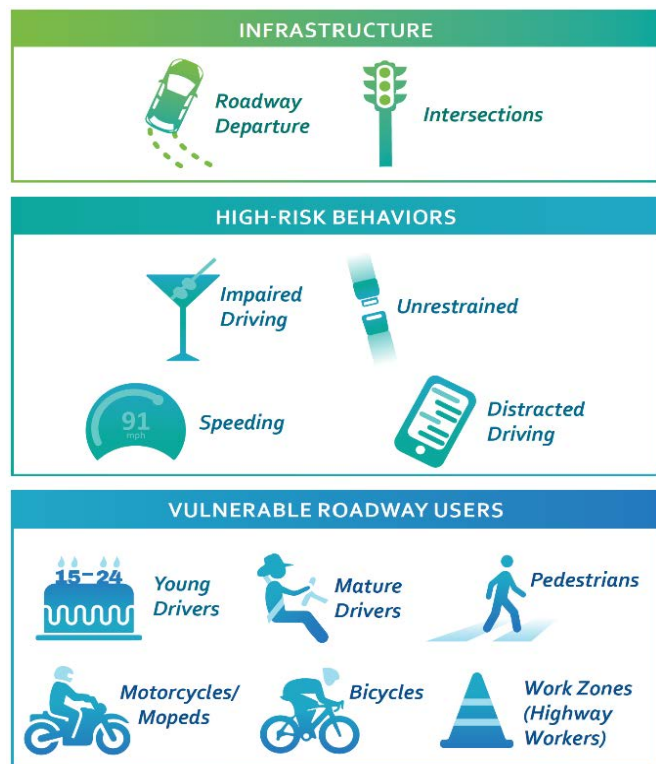 INFRASTRUCTURE
Roadway
Departure
Intersections
HIGH-RISK BEHAVIORS
Impaired
Driving
Unrestrained
91
mph
Speeding
Distracted
Driving
VULNERABLE ROADWAY USERS
15-24
Young
Drivers
Mature
Drivers
Pedestrians
Motorcycles/
Mopeds
Bicycles
Work Zones
(Highway
Workers)